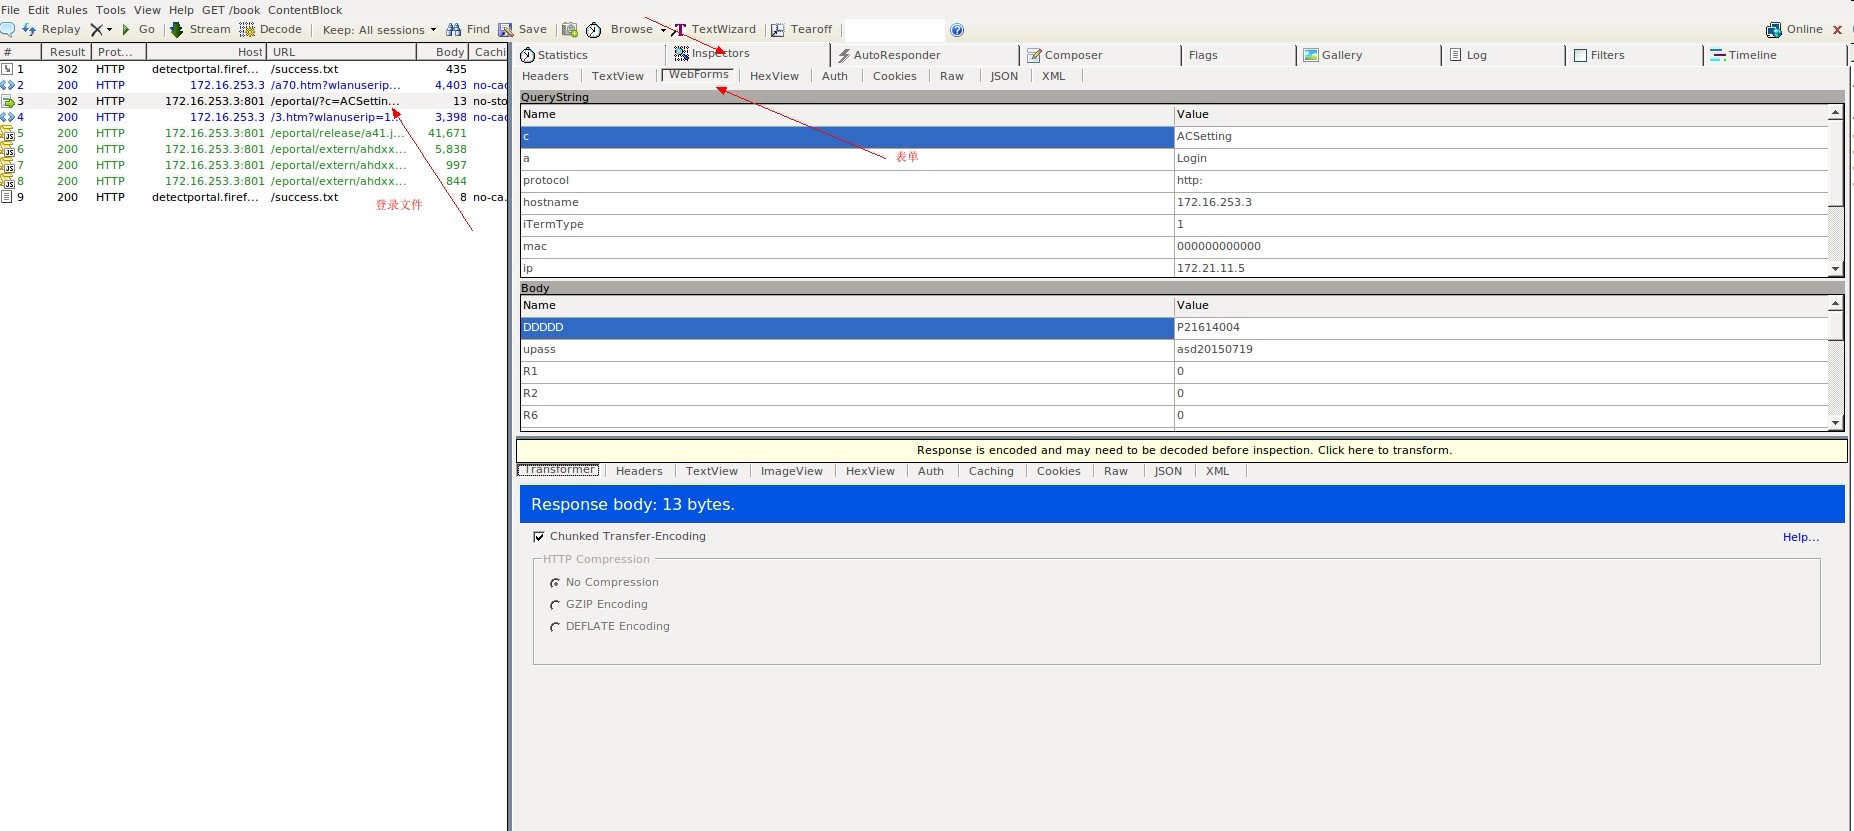 File Edit Rules Tools View Help GET /book ContentBlock
Replay Go Stream Decode Keep: All sessions Find Save Browse TextWizard Tearoff Online
# Result Prot... Host URL Body Cachi
1 302 HTTP detectportal.firef... /success.txt 435
2 200 HTTP 172.16.253.3 /a70.htm?wlanuserip... 4,403 no-cac
3 302 HTTP 172.16.253.3:801 /eportal/?c=ACSettin... 13 no-sto
4 200 HTTP 172.16.253.3 /3.htm?wlanuserip=1... 3,398 no-cac
5 200 HTTP 172.16.253.3:801 /eportal/release/a41.j... 41,671
6 200 HTTP 172.16.253.3:801 /eportal/extern/ahdxx... 5,838
7 200 HTTP 172.16.253.3:801 /eportal/extern/ahdxx... 997
8 200 HTTP 172.16.253.3:801 /eportal/extern/ahdxx... 844
9 200 HTTP detectportal.firef... /success.txt 8 no-ca.
登录文件
Statistics Inspectors AutoResponder Composer Flags Gallery Log Filters Timeline
Headers TextView WebForms HexView Auth Cookies Raw JSON XML
QueryString
Name Value
c ACSetting
a Login
表单
protocol http:
hostname 172.16.253.3
iTermType 1
mac 000000000000
ip 172.21.11.5
Body
Name Value
DDDDD P21614004
upass asd20150719
R1 0
R2 0
R6 0
Response is encoded and may need to be decoded before inspection. Click here to transform.
Transformer Headers TextView ImageView HexView Auth Caching Cookies Raw JSON XML
Response body: 13 bytes.
Chunked Transfer-Encoding Help...
HTTP Compression
No Compression
GZIP Encoding
DEFLATE Encoding